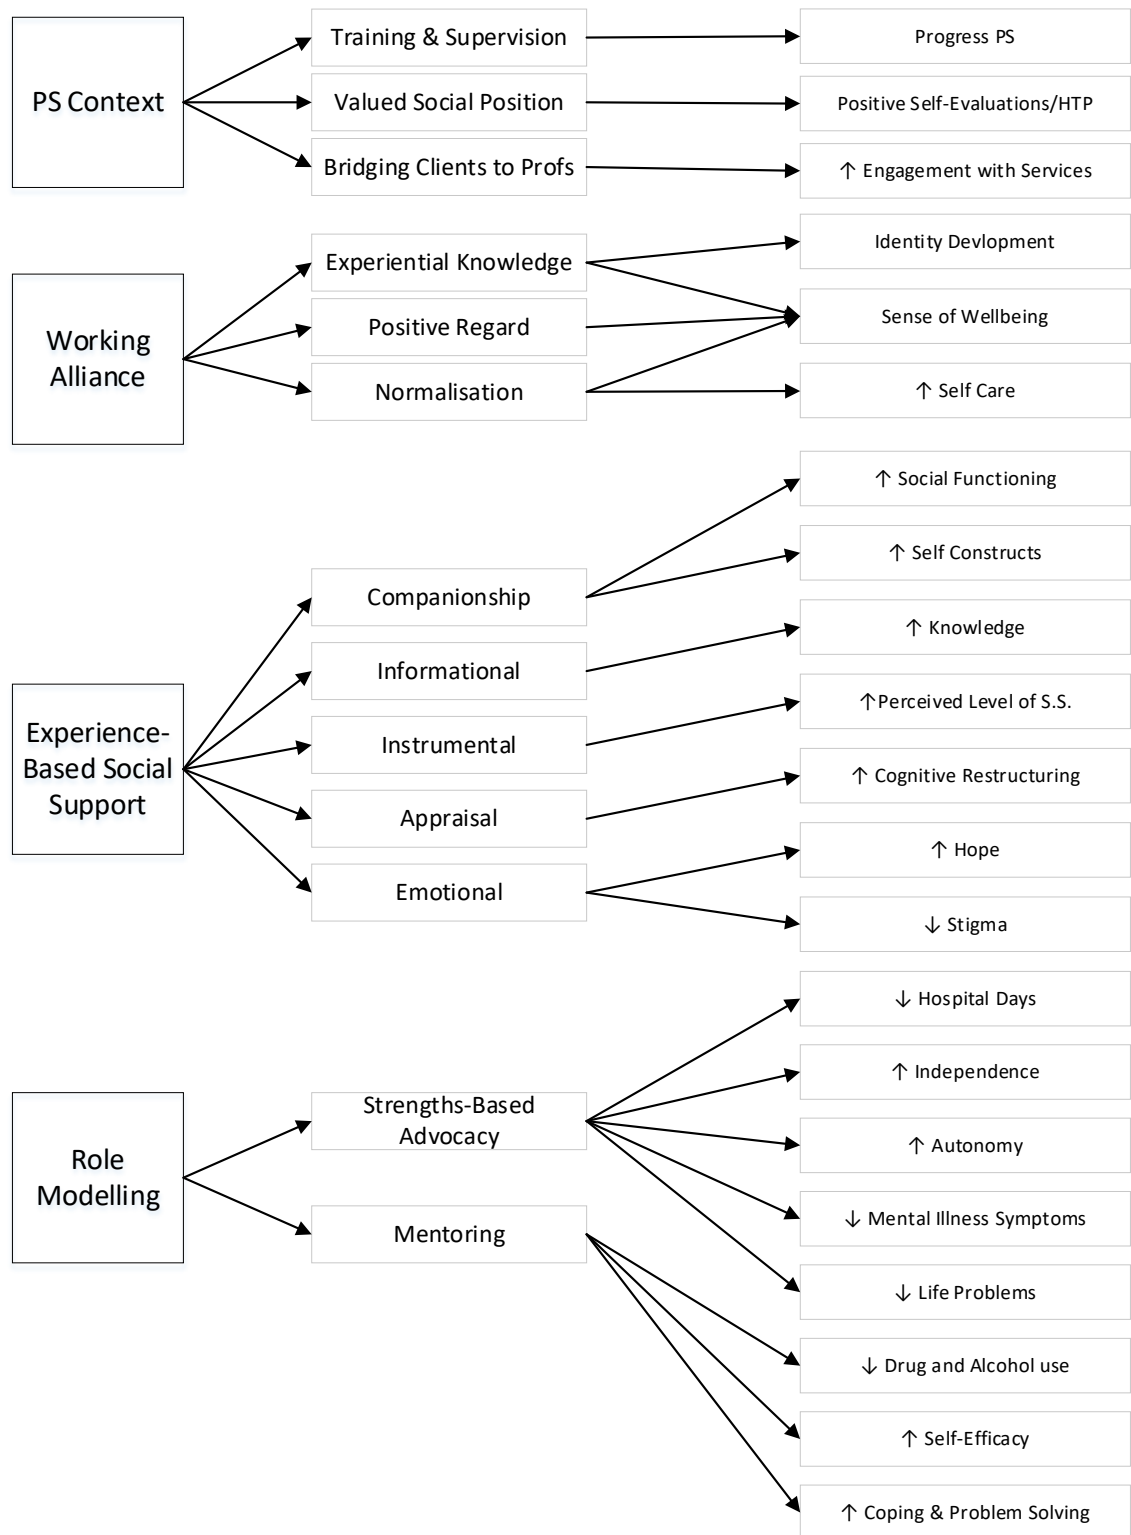 PS Context
Training & Supervision
Valued Social Position
Bridging Clients to Profs
Progress PS
Positive Self-Evaluations/HTP
↑ Engagement with Services
Working
Alliance
Experiential Knowledge
Positive Regard
Normalisation
Identity Devlopment
Sense of Wellbeing
↑ Self Care
Experience-
Based Social
Support
Companionship
Informational
Instrumental
Appraisal
Emotional
↑ Social Functioning
↑ Self Constructs
↑ Knowledge
↑Perceived Level of S.S.
↑ Cognitive Restructuring
↑ Hope
↓ Stigma
Role
Modelling
Strengths-Based
Advocacy
Mentoring
↓ Hospital Days
↑ Independence
↑ Autonomy
↓ Mental Illness Symptoms
↓ Life Problems
↓ Drug and Alcohol use
↑ Self-Efficacy
↑ Coping & Problem Solving